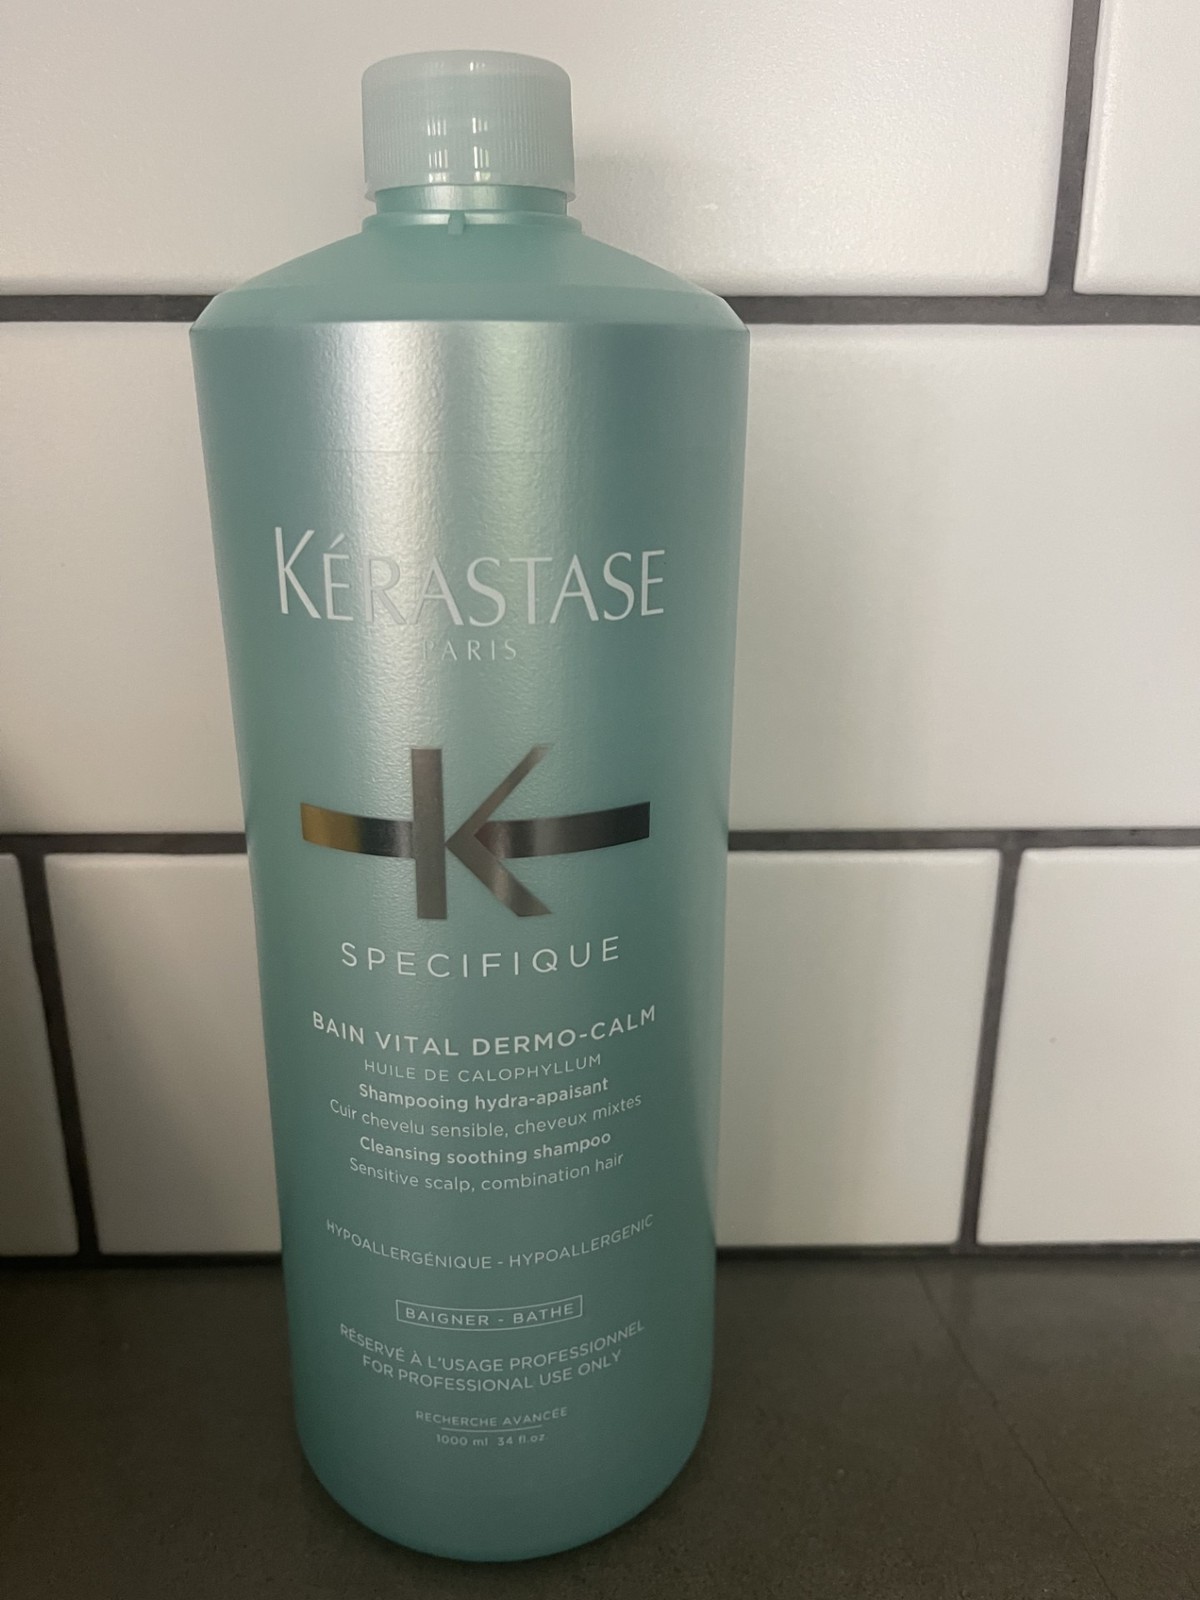 KÉRASTASE
PARIS
K
SPECIFIQUE
BAIN VITAL DERMO-CALM
HUILE DE CALOPHYLLUM
Shampooing hydra-apaisant
Cuir chevelu sensible, cheveux mixtes
Cleansing soothing shampoo
Sensitive scalp, combination hair
HYPOALLERGÉNIQUE - HYPOALLERGENIC
BAIGNER - BATHE
RÉSERVÉ À L'USAGE PROFESSIONNEL
FOR PROFESSIONAL USE ONLY
RECHERCHE AVANCÉE
1000 ml 34 fl.oz.